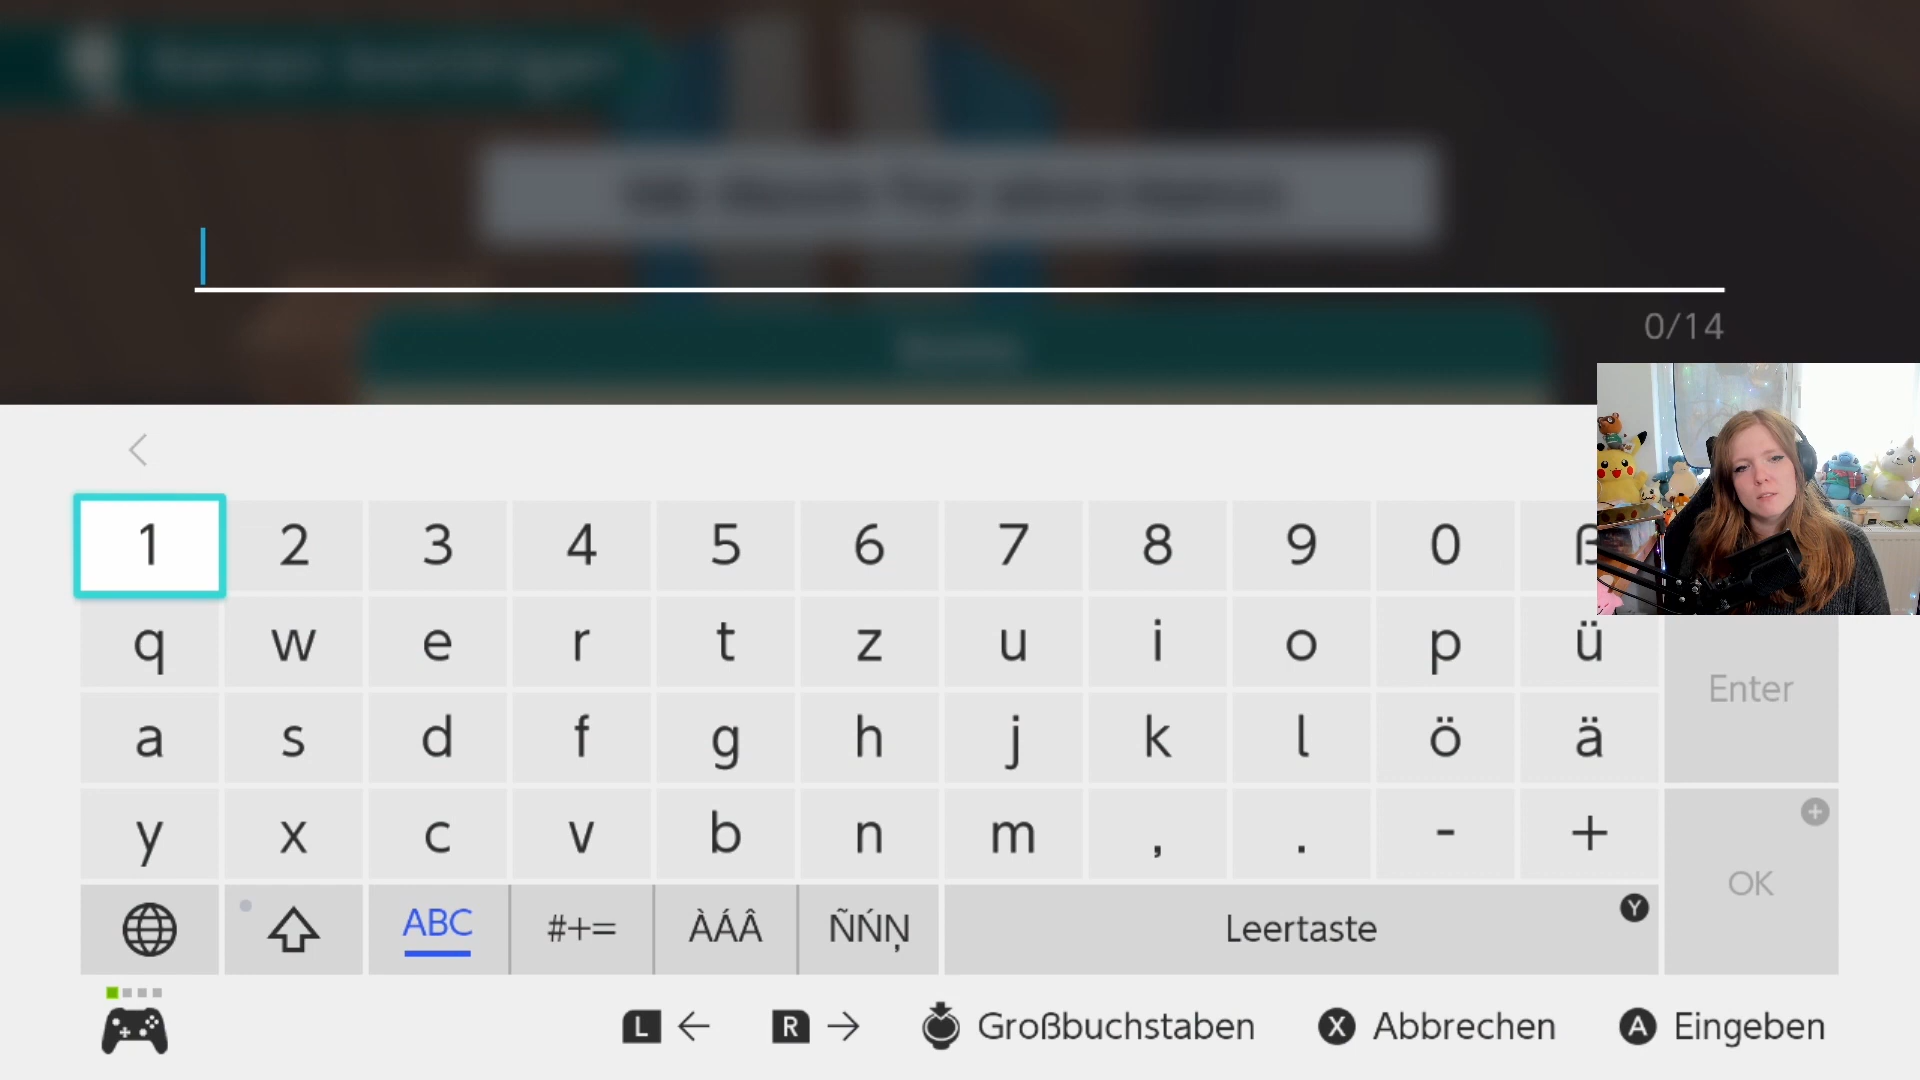 0/14
1 2 3 4 5 6 7 8 9 0 ß
q w e r t z u i o p ü
Enter
a s d f g h j k l ö ä
y x c v b n m , . - +
OK
ABC #+= ÀÁÂ ÑŃŅ Leertaste Y
L ← R → Großbuchstaben X Abbrechen A Eingeben